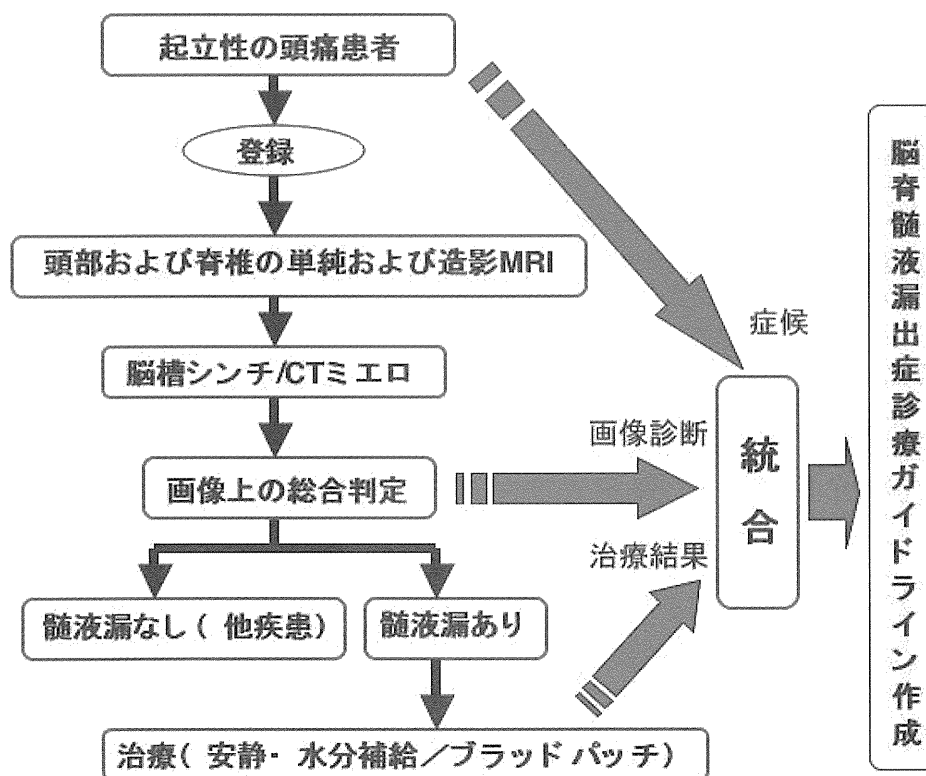 起立性の頭痛患者
登録
頭部および脊椎の単純および造影MRI
脳槽シンチ/CTミエロ
画像上の総合判定
髄液漏なし( 他疾患)
髄液漏あり
治療( 安静・ 水分補給／ブラッドパッチ)
症候
画像診断
治療結果
統合
脳脊髄液漏出症診療ガイドライン作成